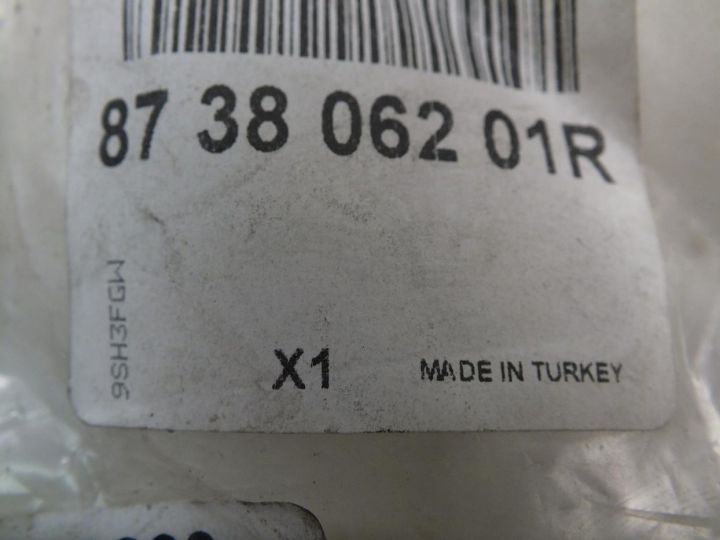 87 38 062 01R
9SH3FGW
X1
MADE IN TURKEY